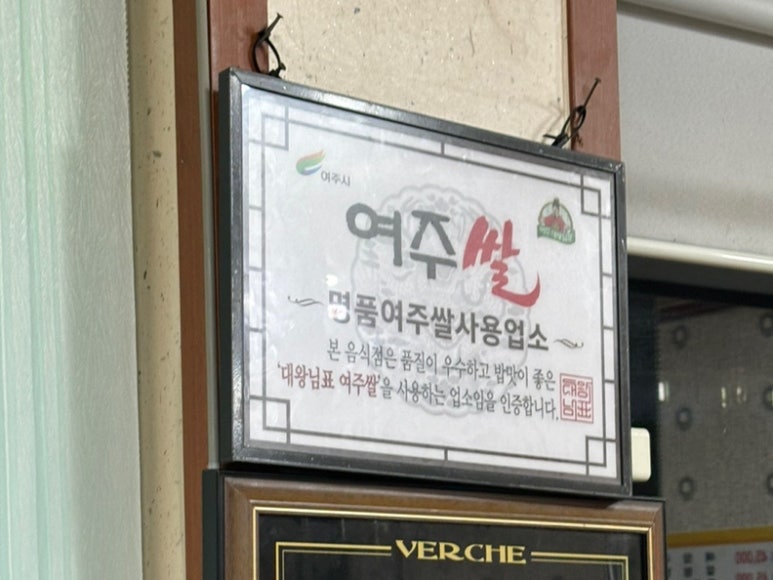 여주시
여주쌀
명품여주쌀사용업소
본 음식점은 품질이 우수하고 밥맛이 좋은
'대왕님표 여주쌀'을 사용하는 업소임을 인증합니다.
대왕
님표
VERCHE